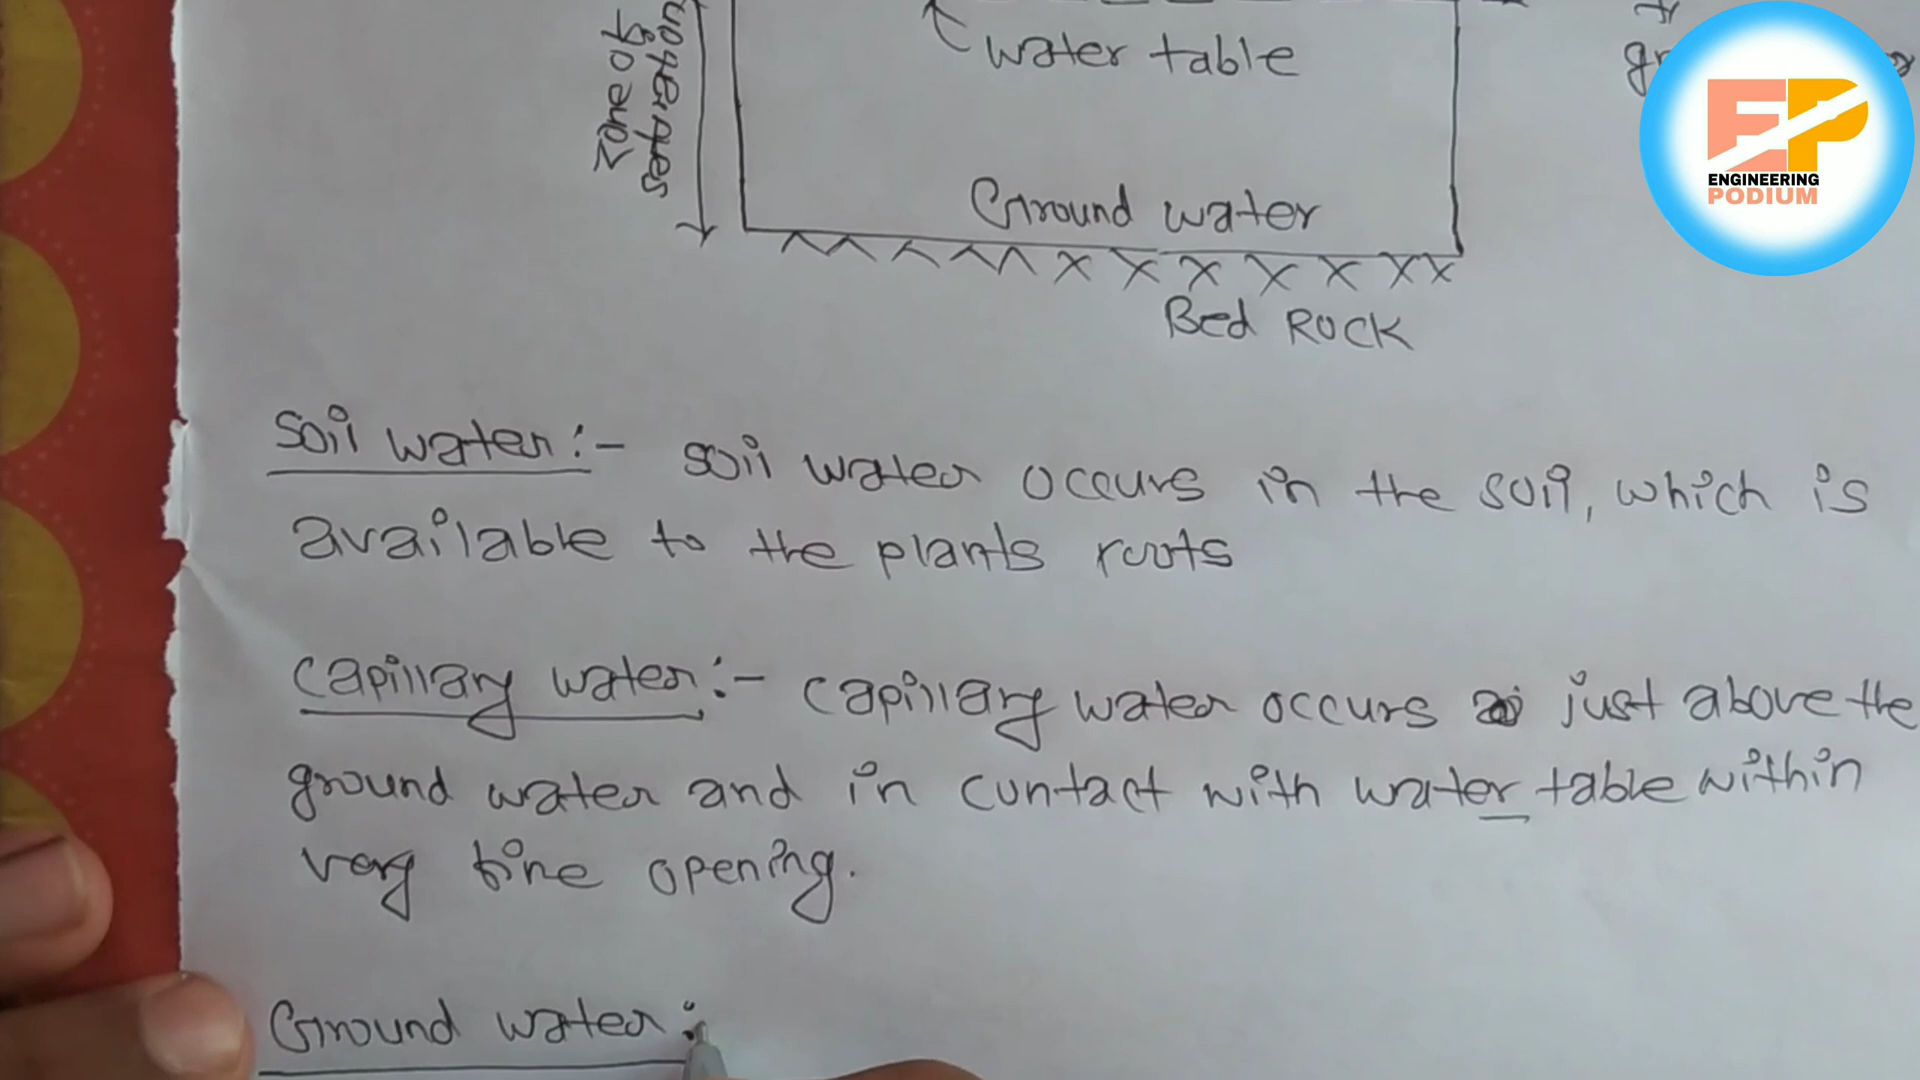 Water table
Zone of
Ground water
Bed Rock
ENGINEERING
PODIUM
Soil water :- Soil water occurs in the soil, which is
available to the plants roots
Capillary water :- Capillary water occurs just above the
ground water and in contact with water table within
very fine opening.
Ground water :